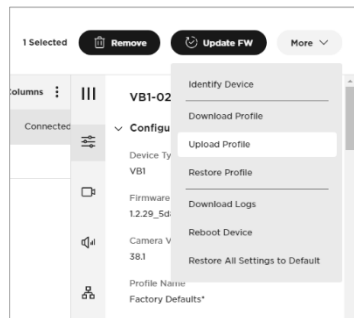 1 Selected
Remove
Update FW
More
olumns
Connected
VB1-02
Configu
Device Ty
VB1
Firmware
1.2.29_5d
Camera V
38.1
Profile Name
Factory Defaults*
Identify Device
Download Profile
Upload Profile
Restore Profile
Download Logs
Reboot Device
Restore All Settings to Default